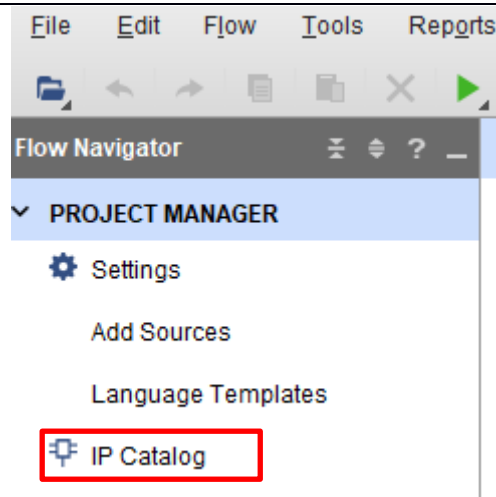 File Edit Flow Tools Reports
Flow Navigator ?
PROJECT MANAGER
Settings
Add Sources
Language Templates
IP Catalog